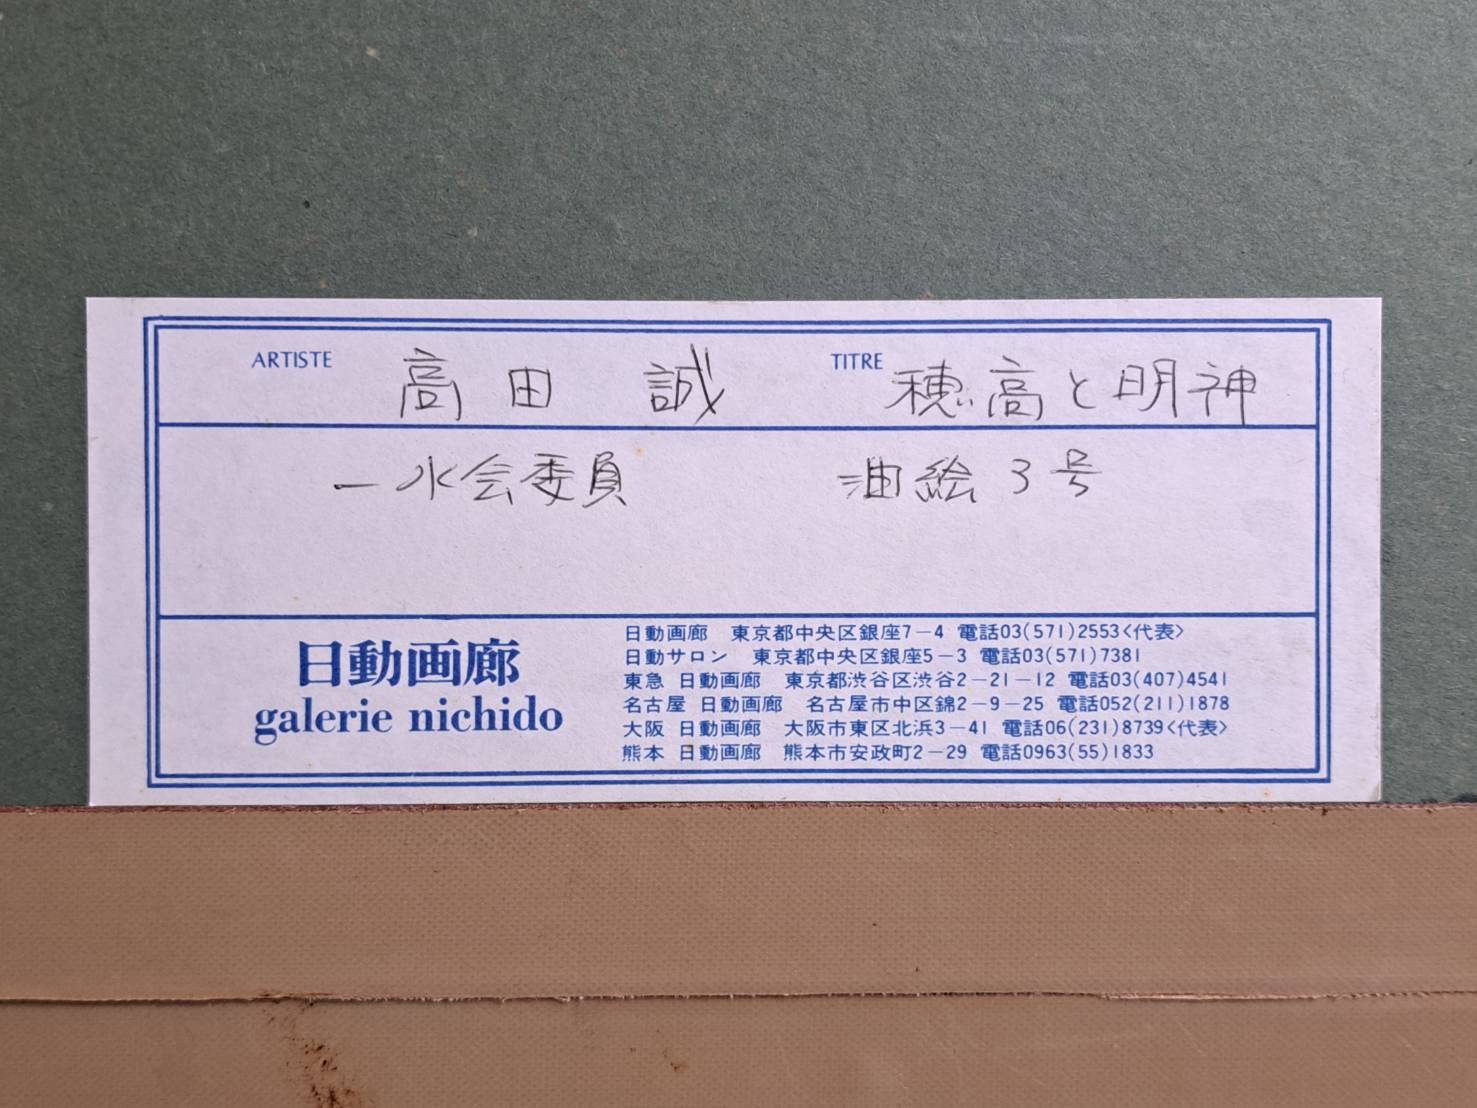 ARTISTE 高田 誠 TITRE 穂高と明神
一水会委員 油絵3号
日動画廊
galerie nichido
日動画廊 東京都中央区銀座7-4 電話03(571)2553<代表>
日動サロン 東京都中央区銀座5-3 電話03(571)7381
東急 日動画廊 東京都渋谷区渋谷2-21-12 電話03(407)4541
名古屋 日動画廊 名古屋市中区錦2-9-25 電話052(211)1878
大阪 日動画廊 大阪市東区北浜3-41 電話06(231)8739<代表>
熊本 日動画廊 熊本市安政町2-29 電話0963(55)1833